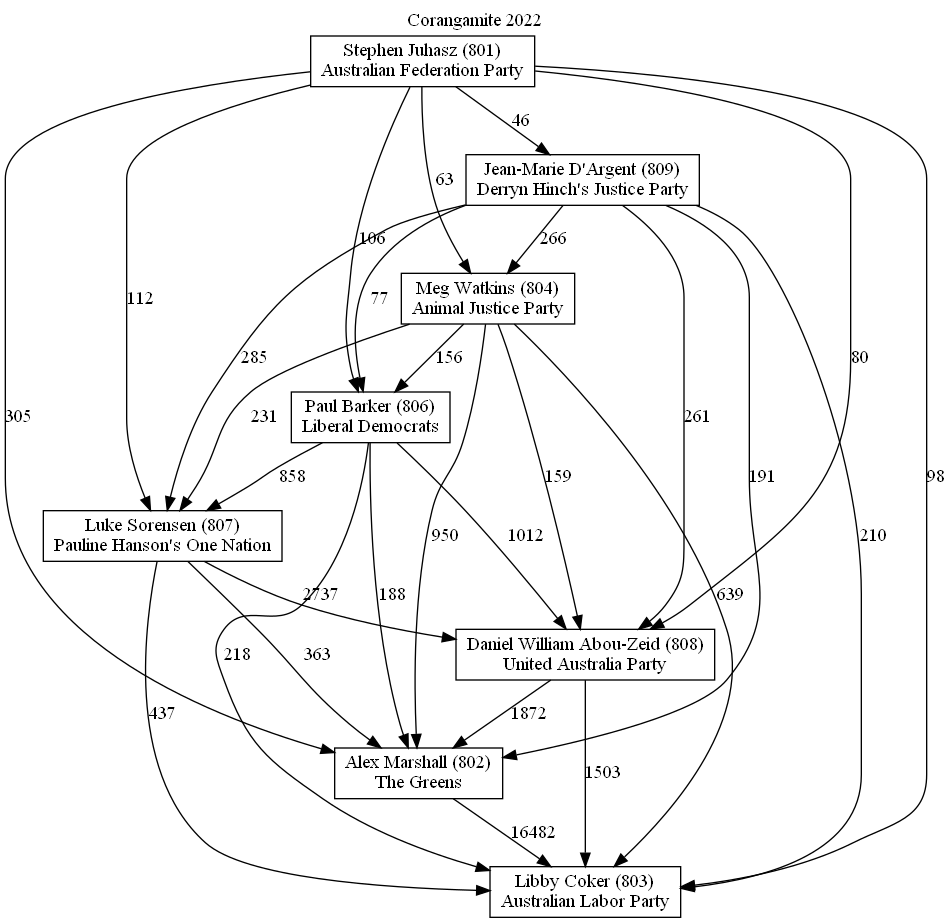 Corangamite 2022
Stephen Juhasz (801)
Australian Federation Party
46
Jean-Marie D'Argent (809)
Derryn Hinch's Justice Party
63
106
266
Meg Watkins (804)
Animal Justice Party
112
77
285
156
80
Paul Barker (806)
Liberal Democrats
305
231
261
858
159
191
98
Luke Sorensen (807)
Pauline Hanson's One Nation
950
1012
210
2737
188
639
Daniel William Abou-Zeid (808)
United Australia Party
218
363
437
1872
Alex Marshall (802)
The Greens
1503
16482
Libby Coker (803)
Australian Labor Party